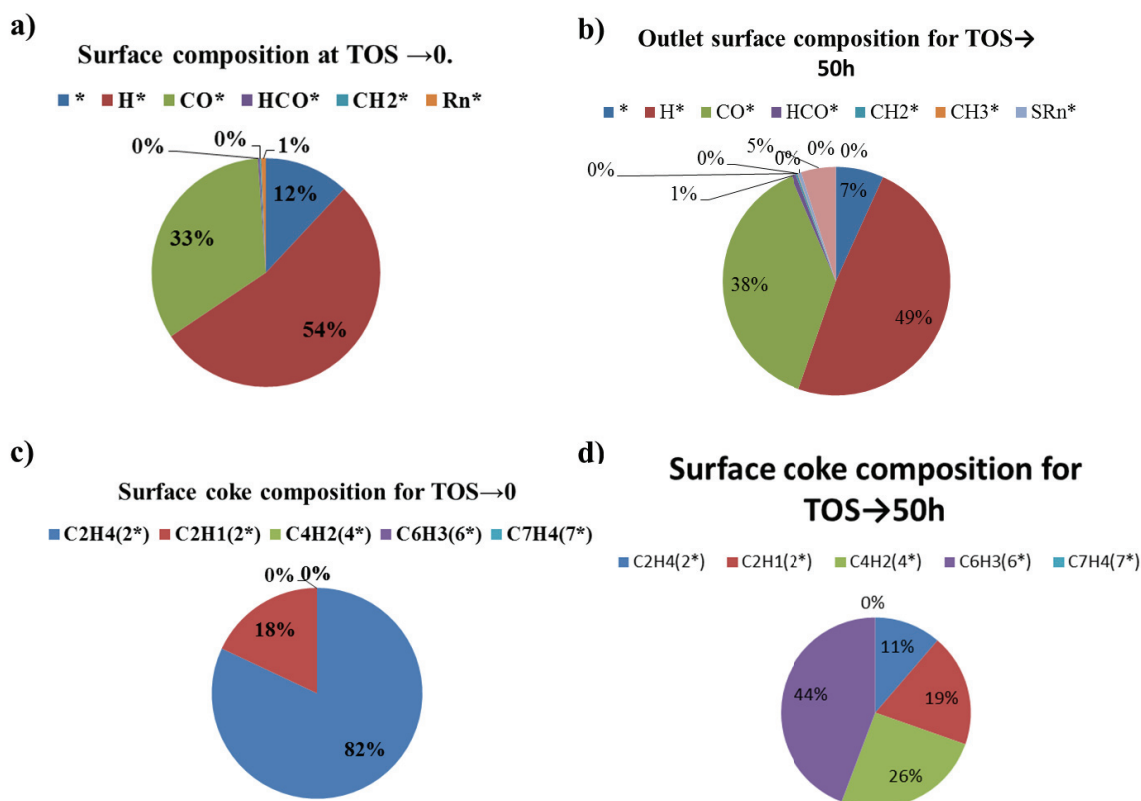 a)
Surface composition at TOS →0.
* H* CO* HCO* CH2* Rn*
0% 1%
0%
12%
33%
54%
b)
Outlet surface composition for TOS→
50h
* H* CO* HCO* CH2* CH3* SRn*
5% 0% 0%
0% 0%
0%
1%
7%
38%
49%
c)
Surface coke composition for TOS→0
C2H4(2*) C2H1(2*) C4H2(4*) C6H3(6*) C7H4(7*)
0% 0%
18%
82%
d)
Surface coke composition for
TOS→50h
C2H4(2*) C2H1(2*) C4H2(4*) C6H3(6*) C7H4(7*)
0%
11%
44%
19%
26%